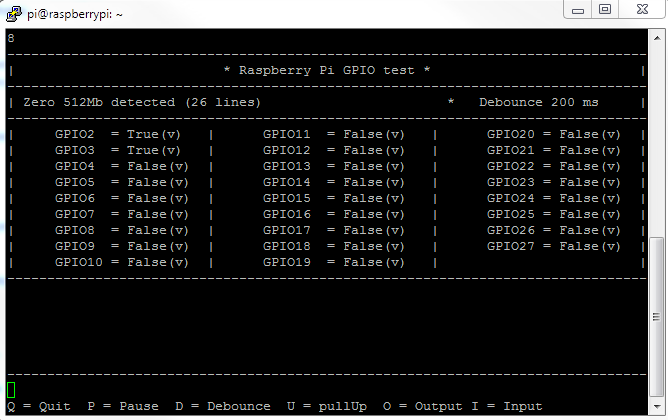 pi@raspberrypi: ~
8
* Raspberry Pi GPIO test *
Zero 512Mb detected (26 lines) * Debounce 200 ms
GPIO2 = True(v) | GPIO11 = False(v) | GPIO20 = False(v)
GPIO3 = True(v) | GPIO12 = False(v) | GPIO21 = False(v)
GPIO4 = False(v) | GPIO13 = False(v) | GPIO22 = False(v)
GPIO5 = False(v) | GPIO14 = False(v) | GPIO23 = False(v)
GPIO6 = False(v) | GPIO15 = False(v) | GPIO24 = False(v)
GPIO7 = False(v) | GPIO16 = False(v) | GPIO25 = False(v)
GPIO8 = False(v) | GPIO17 = False(v) | GPIO26 = False(v)
GPIO9 = False(v) | GPIO18 = False(v) | GPIO27 = False(v)
GPIO10 = False(v) | GPIO19 = False(v) |
Q = Quit P = Pause D = Debounce U = pullUp O = Output I = Input